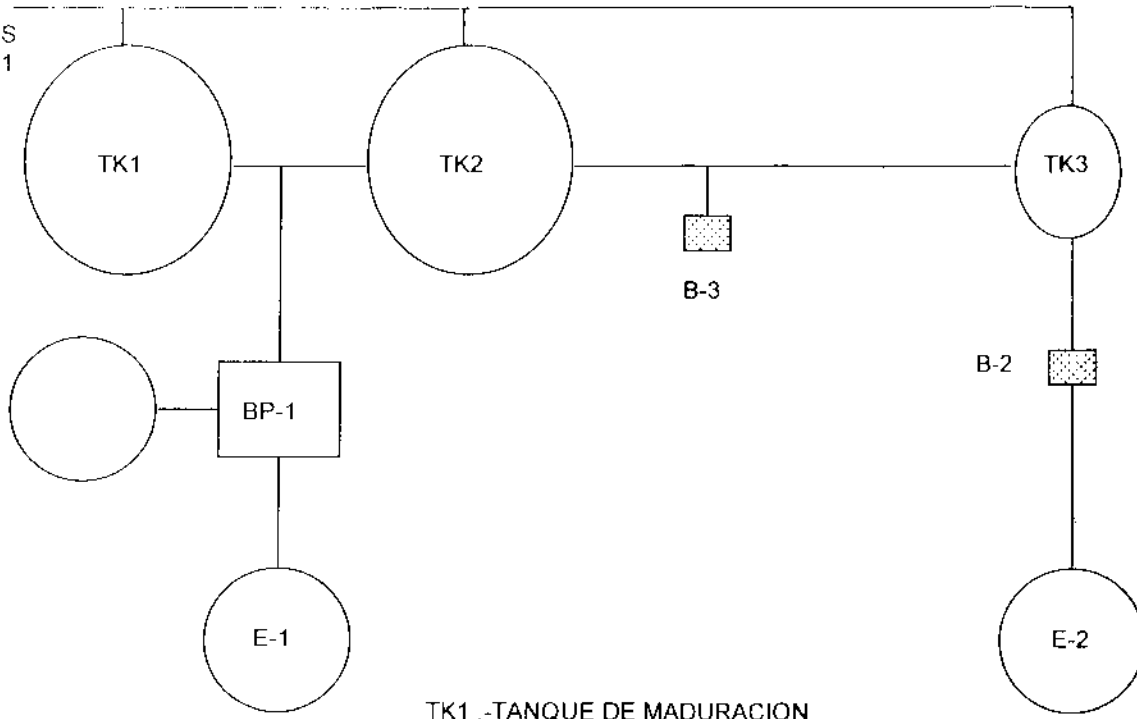 S
1
TK1
TK2
TK3
B-3
B-2
BP-1
E-1
E-2
TK1 .-TANQUE DE MADURACION